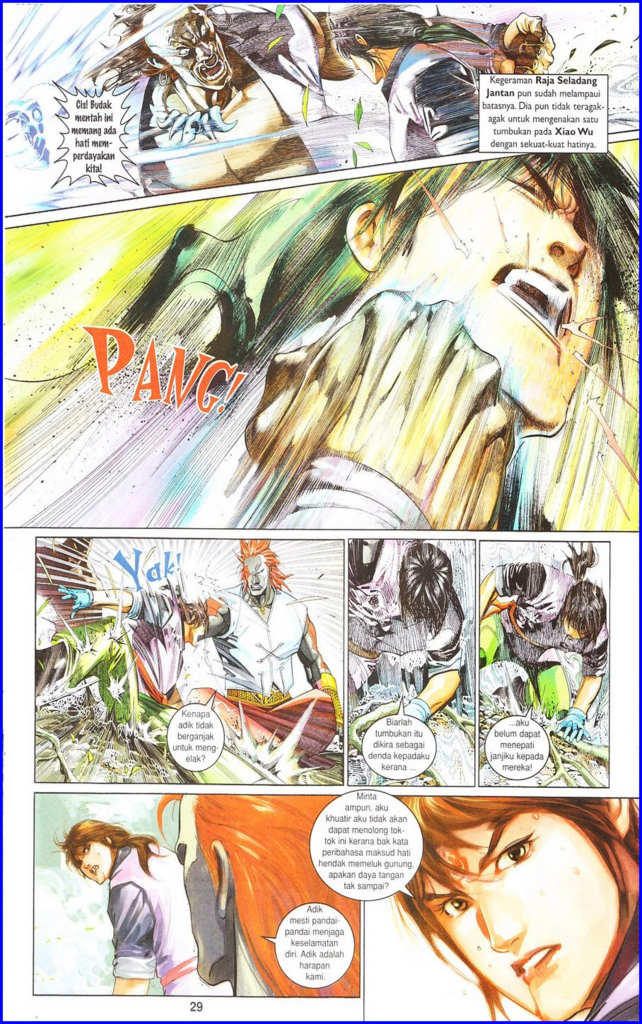 Cis! Budak
mentah ini
memang ada
hati mem-
perdayakan
kita!
Kegeraman Raja Seladang
Jantan pun sudah melampaui
batasnya. Dia pun tidak teragak-
agak untuk mengenakan satu
tumbukan pada Xiao Wu
dengan sekuat-kuat hatinya.
PANG!
Yak!
Kenapa
adik tidak
berganjak
untuk meng-
elak?
Biarlah
tumbukan itu
dikira sebagai
denda kepadaku
kerana ...
...aku
belum dapat
menepati
janjiku kepada
mereka!
Minta
ampun, aku
khuatir aku tidak akan
dapat menolong tok-
tok ini kerana bak kata
peribahasa maksud hati
hendak memeluk gunung,
apakan daya tangan
tak sampai?
Adik
mesti pandai-
pandai menjaga
keselamatan
diri. Adik adalah
harapan
kami.
29